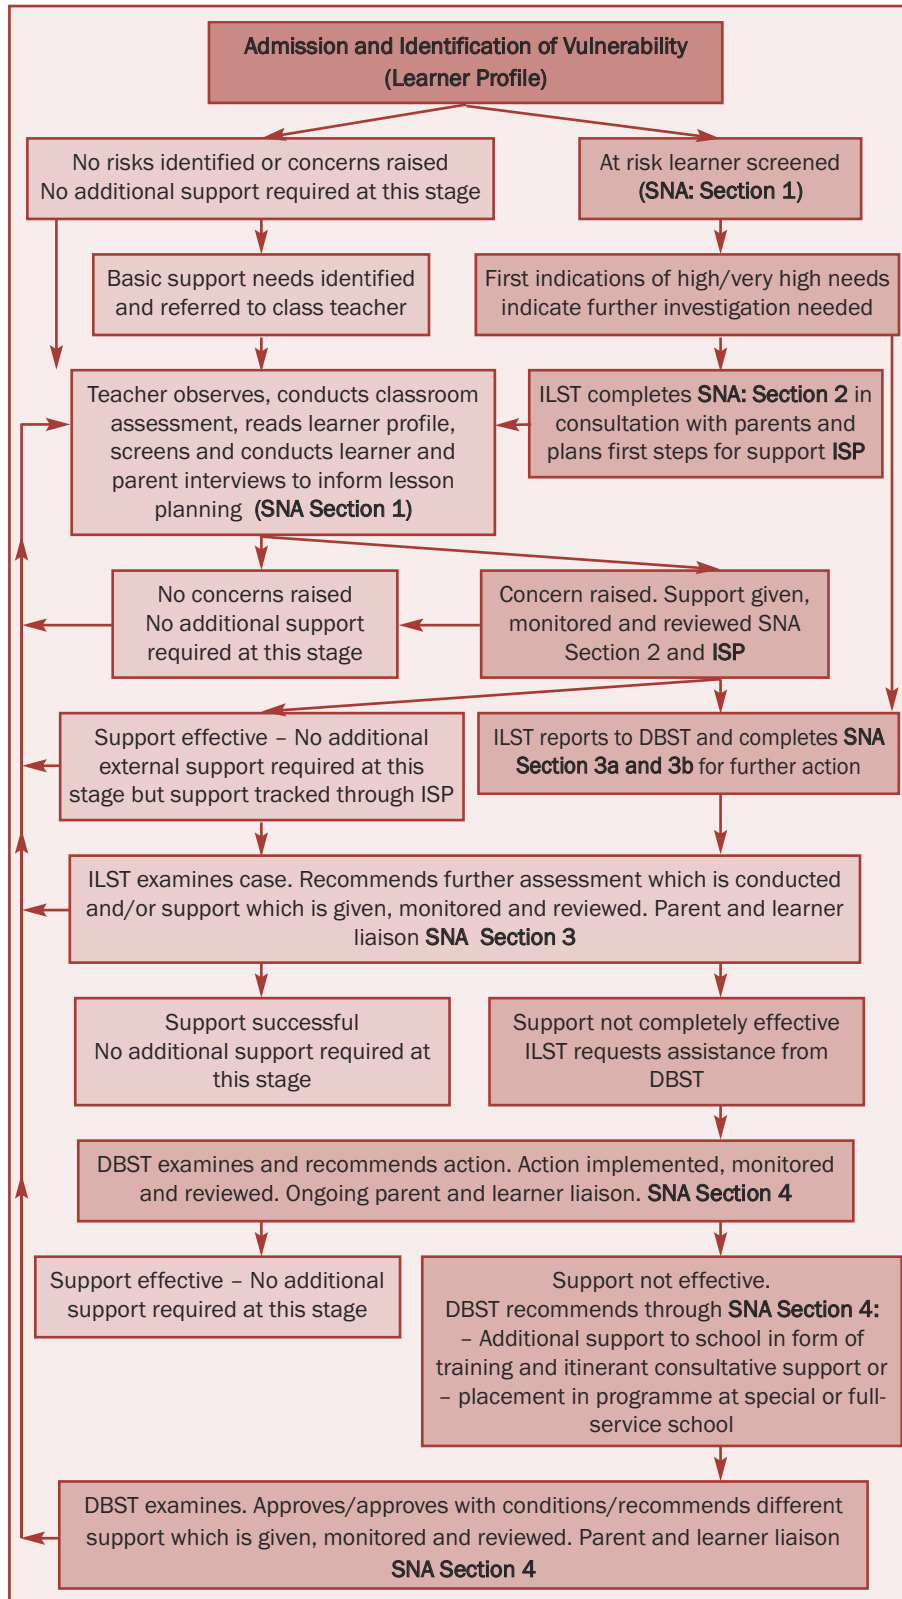 Admission and Identification of Vulnerability
(Learner Profile)
No risks identified or concerns raised
No additional support required at this stage
At risk learner screened
(SNA: Section 1)
Basic support needs identified
and referred to class teacher
First indications of high/very high needs
indicate further investigation needed
Teacher observes, conducts classroom
assessment, reads learner profile,
screens and conducts learner and
parent interviews to inform lesson
planning (SNA Section 1)
ILST completes SNA: Section 2 in
consultation with parents and
plans first steps for support ISP
No concerns raised
No additional support
required at this stage
Concern raised. Support given,
monitored and reviewed SNA
Section 2 and ISP
Support effective – No additional
external support required at this
stage but support tracked through ISP
ILST reports to DBST and completes SNA
Section 3a and 3b for further action
ILST examines case. Recommends further assessment which is conducted
and/or support which is given, monitored and reviewed. Parent and learner
liaison SNA Section 3
Support successful
No additional support required at
this stage
Support not completely effective
ILST requests assistance from
DBST
DBST examines and recommends action. Action implemented, monitored
and reviewed. Ongoing parent and learner liaison. SNA Section 4
Support effective – No additional
support required at this stage
Support not effective.
DBST recommends through SNA Section 4:
– Additional support to school in form of
training and itinerant consultative support or
– placement in programme at special or full-
service school
DBST examines. Approves/approves with conditions/recommends different
support which is given, monitored and reviewed. Parent and learner liaison
SNA Section 4